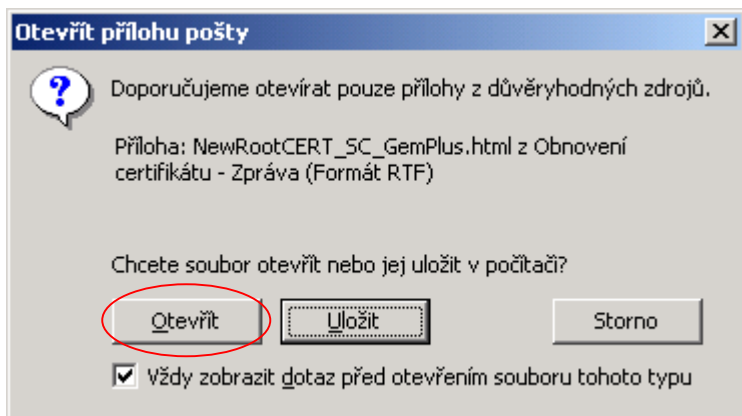 Otevřít přílohu pošty
Doporučujeme otevírat pouze přílohy z důvěryhodných zdrojů.
Příloha: NewRootCERT_SC_GemPlus.html z Obnovení
certifikátu - Zpráva (Formát RTF)
Chcete soubor otevřít nebo jej uložit v počítači?
Otevřít Uložit Storno
Vždy zobrazit dotaz před otevřením souboru tohoto typu